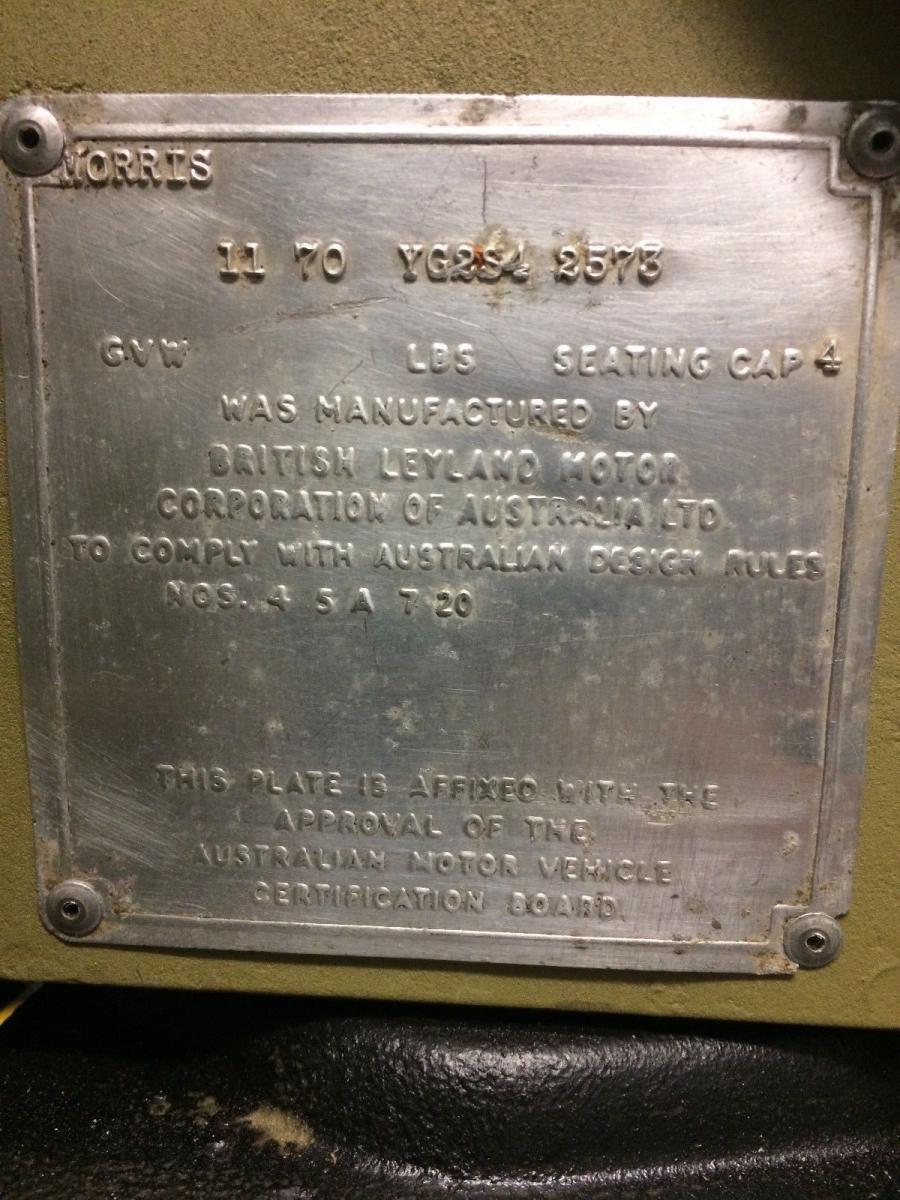 MORRIS
11 70 YG2S4 2573
GVW LBS SEATING CAP 4
WAS MANUFACTURED BY
BRITISH LEYLAND MOTOR
CORPORATION OF AUSTRALIA LTD
TO COMPLY WITH AUSTRALIAN DESIGN RULES
NOS. 4 5 A 7 20
THIS PLATE IS AFFIXED WITH THE
APPROVAL OF THE
AUSTRALIAN MOTOR VEHICLE
CERTIFICATION BOARD